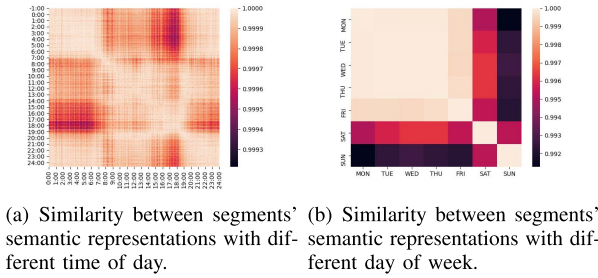 -1:00
0:00
2:00
3:00
4:00
5:00
6:00
7:00
8:00
9:00
10:00
11:00
12:00
13:00
14:00
15:00
16:00
17:00
18:00
19:00
20:00
21:00
22:00
23:00
24:00
0:00 1:00 2:00 3:00 4:00 5:00 6:00 7:00 8:00 9:00 10:00 11:00 12:00 13:00 14:00 15:00 16:00 17:00 18:00 19:00 20:00 21:00 22:00 23:00 24:00
1.0000
0.9999
0.9998
0.9997
0.9996
0.9995
0.9994
0.9993
MON
TUE
WED
THU
FRI
SAT
SUN
MON TUE WED THU FRI SAT SUN
1.000
0.999
0.998
0.997
0.996
0.995
0.994
0.993
0.992
(a) Similarity between segments'
semantic representations with dif-
ferent time of day.
(b) Similarity between segments'
semantic representations with dif-
ferent day of week.